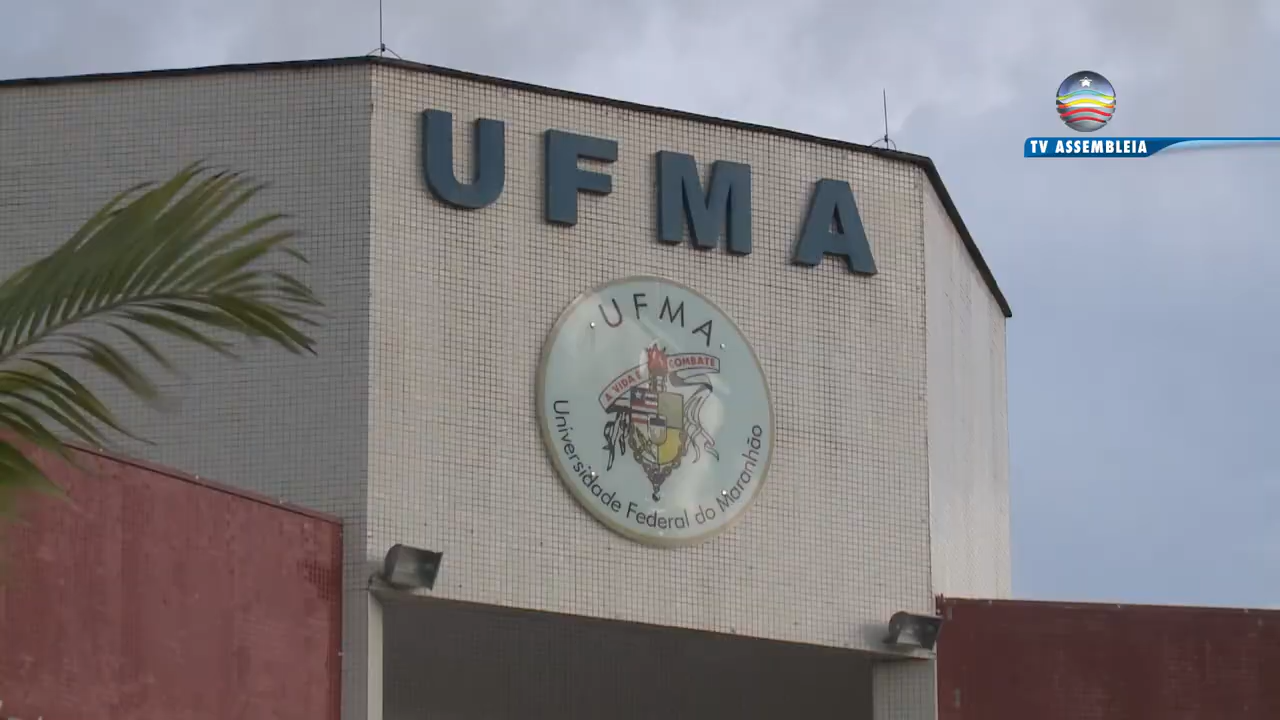 UFMA
TV ASSEMBLEIA
UFMA
A VIDA É COMBATE
Universidade Federal do Maranhão